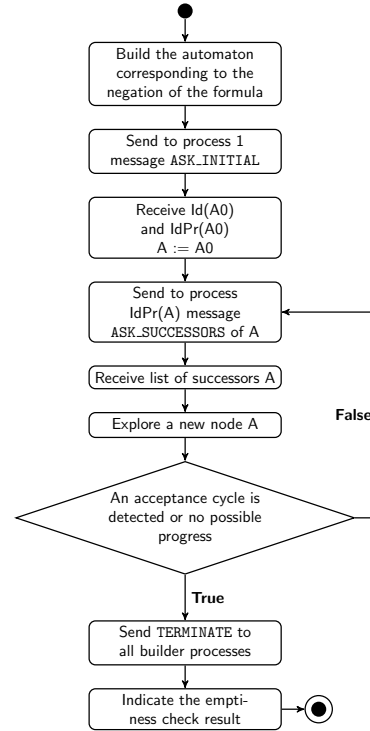 Build the automaton
corresponding to the
negation of the formula
Send to process 1
message ASK_INITIAL
Receive Id(A0)
and IdPr(A0)
A := A0
Send to process
IdPr(A) message
ASK_SUCCESSORS of A
Receive list of successors A
Explore a new node A
False
An acceptance cycle is
detected or no possible
progress
True
Send TERMINATE to
all builder processes
Indicate the empti-
ness check result